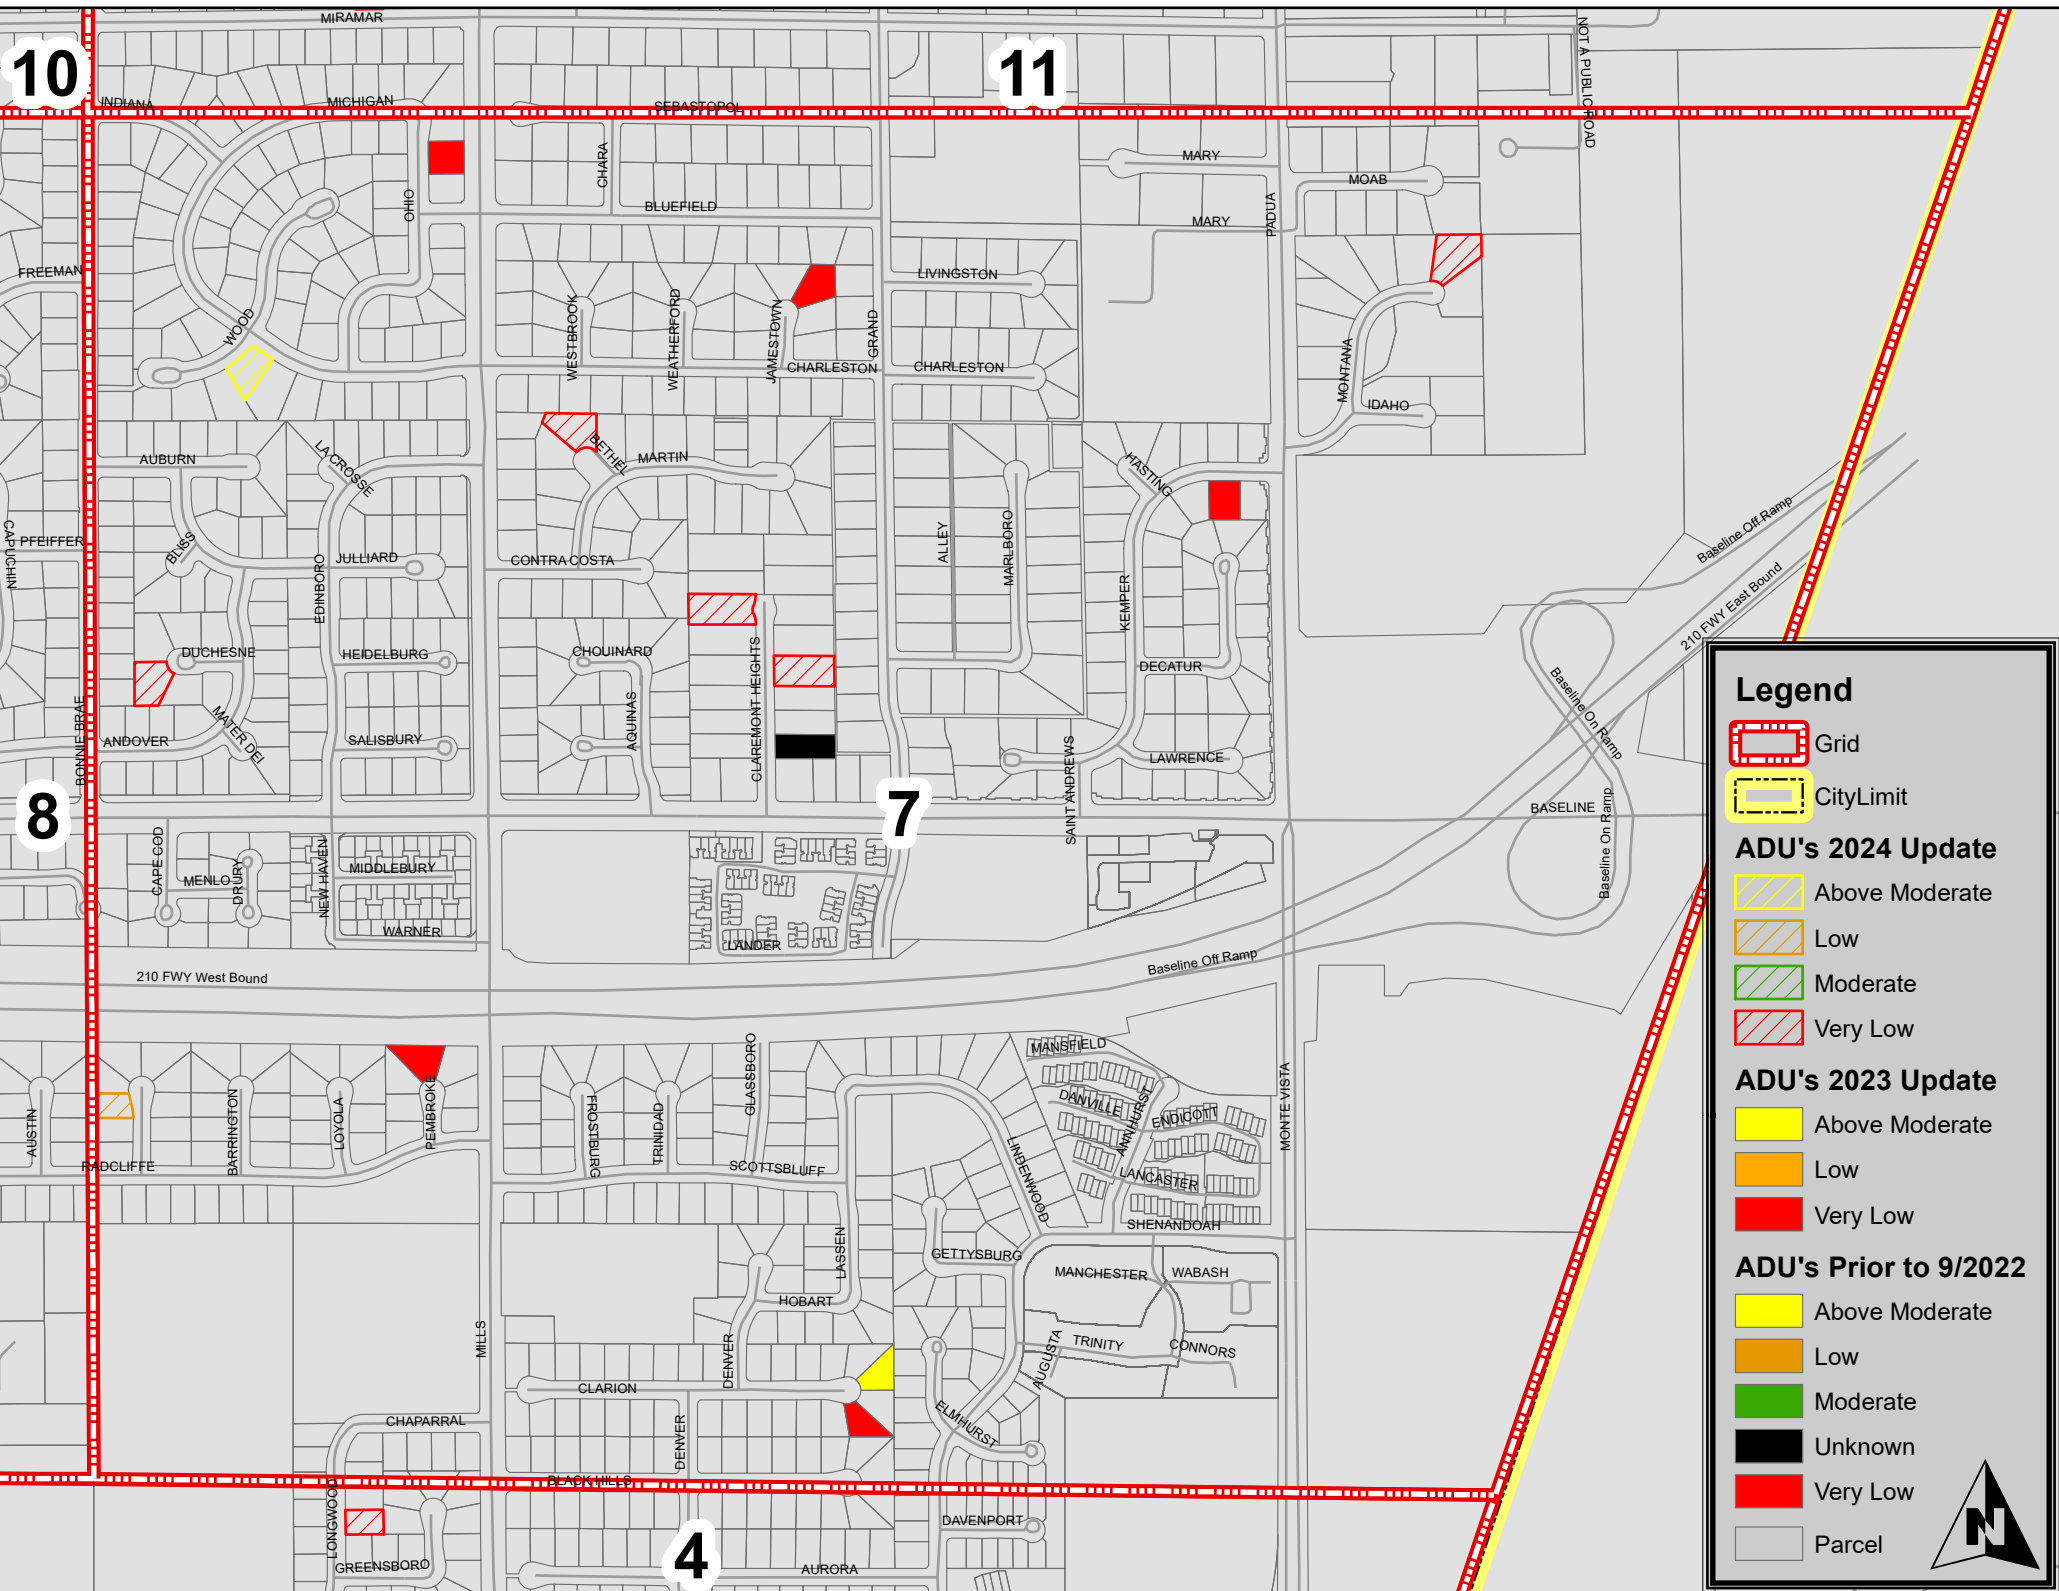 MIRAMAR
10
11
NOT A PUBLIC ROAD
INDIANA
MICHIGAN
SEBASTOPOL
CHARA
MARY
MOAB
OHIO
BLUEFIELD
MARY
PADUA
FREEMAN
LIVINGSTON
WOOD
WESTBROOK
WEATHERFORD
JAMESTOWN
GRAND
CHARLESTON
CHARLESTON
MONTANA
IDAHO
AUBURN
LA CROSSE
BETHEL
MARTIN
HASTING
CAPUCHIN
PFEIFFER
BLISS
EDINBORO
JULLIARD
CONTRA COSTA
ALLEY
MARLBORO
KEMPER
Baseline Off Ramp
210 FWY East Bound
DUCHESNE
HEIDELBURG
CHOUINARD
CLAREMONT HEIGHTS
DECATUR
Baseline On Ramp
BONNIE BRAE
ANDOVER
MATER DEI
SALISBURY
AQUINAS
SAINT ANDREWS
LAWRENCE
8
7
BASELINE
Baseline On Ramp
CAPE COD
MENLO
DRURY
NEW HAVEN
MIDDLEBURY
WARNER
LANDER
210 FWY West Bound
Baseline Off Ramp
AUSTIN
RADCLIFFE
BARRINGTON
LOYOLA
PEMBROKE
FROSTBURG
TRINIDAD
GLASSBORO
SCOTTSBLUFF
MANSFIELD
DANVILLE
ANNHURST
ENDICOTT
LANCASTER
LINDENWOOD
SHENANDOAH
MONTE VISTA
LASSEN
GETTYSBURG
MANCHESTER
WABASH
HOBART
MILLS
DENVER
AUGUSTA
TRINITY
CONNORS
CLARION
CHAPARRAL
DENVER
ELMHURST
BLACK HILLS
LONGWOOD
DAVENPORT
4
GREENSBORO
AURORA
Legend
Grid
CityLimit
ADU's 2024 Update
Above Moderate
Low
Moderate
Very Low
ADU's 2023 Update
Above Moderate
Low
Very Low
ADU's Prior to 9/2022
Above Moderate
Low
Moderate
Unknown
Very Low
Parcel
N